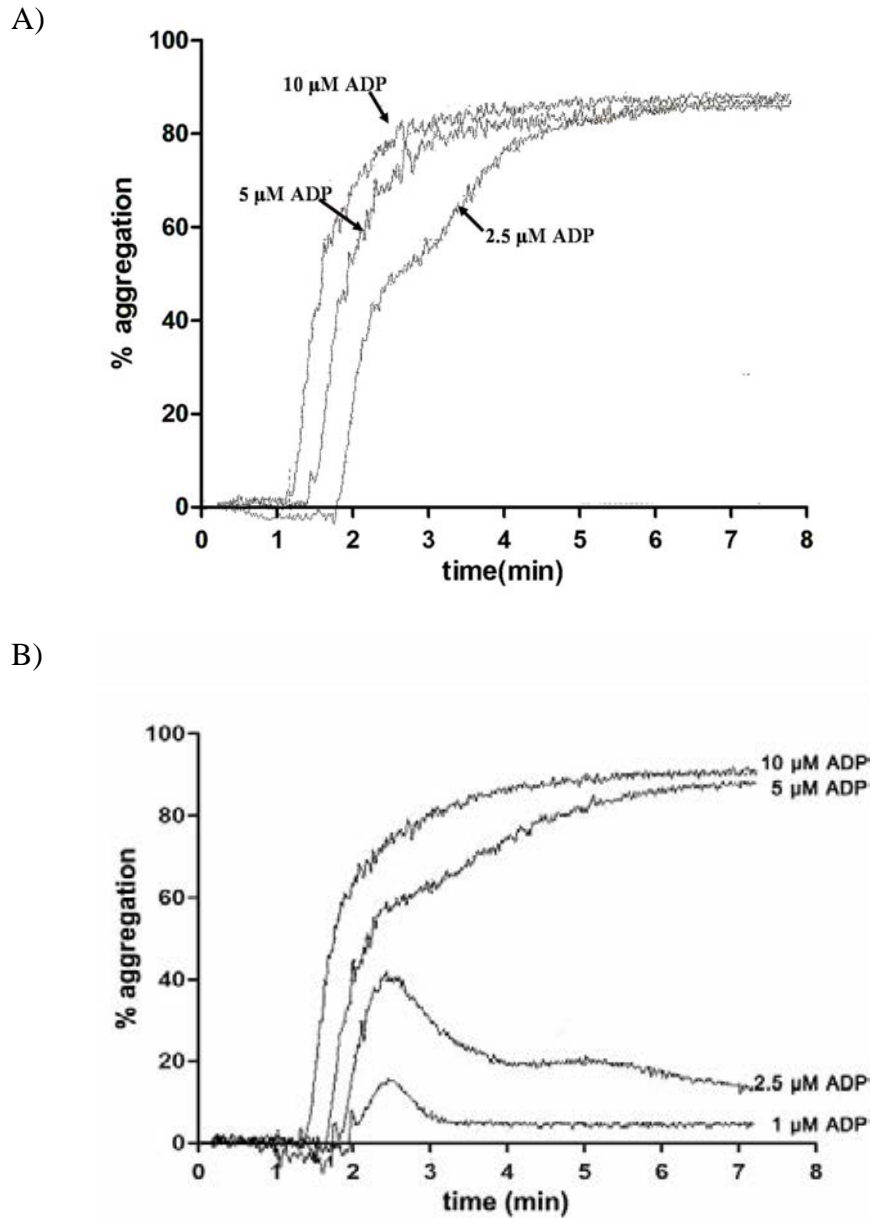 A)
100
80
60
40
20
0
% aggregation
10 µM ADP
5 µM ADP
2.5 µM ADP
0 1 2 3 4 5 6 7 8
time(min)
B)
100
80
60
40
20
0
% aggregation
10 µM ADP
5 µM ADP
2.5 µM ADP
1 µM ADP
0 1 2 3 4 5 6 7 8
time (min)